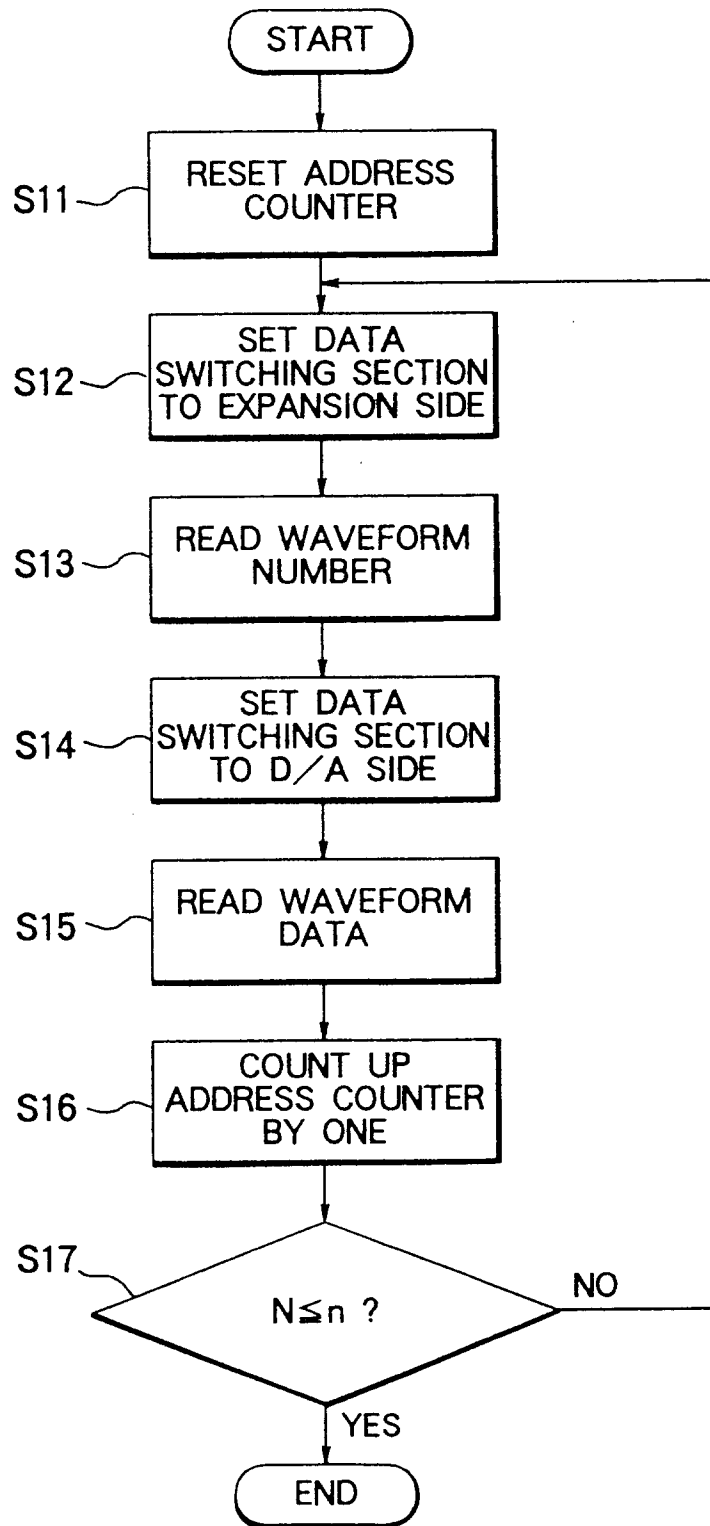 START
S11
RESET ADDRESS
COUNTER
S12
SET DATA
SWITCHING SECTION
TO EXPANSION SIDE
S13
READ WAVEFORM
NUMBER
S14
SET DATA
SWITCHING SECTION
TO D/A SIDE
S15
READ WAVEFORM
DATA
S16
COUNT UP
ADDRESS COUNTER
BY ONE
S17
N≦n ?
NO
YES
END